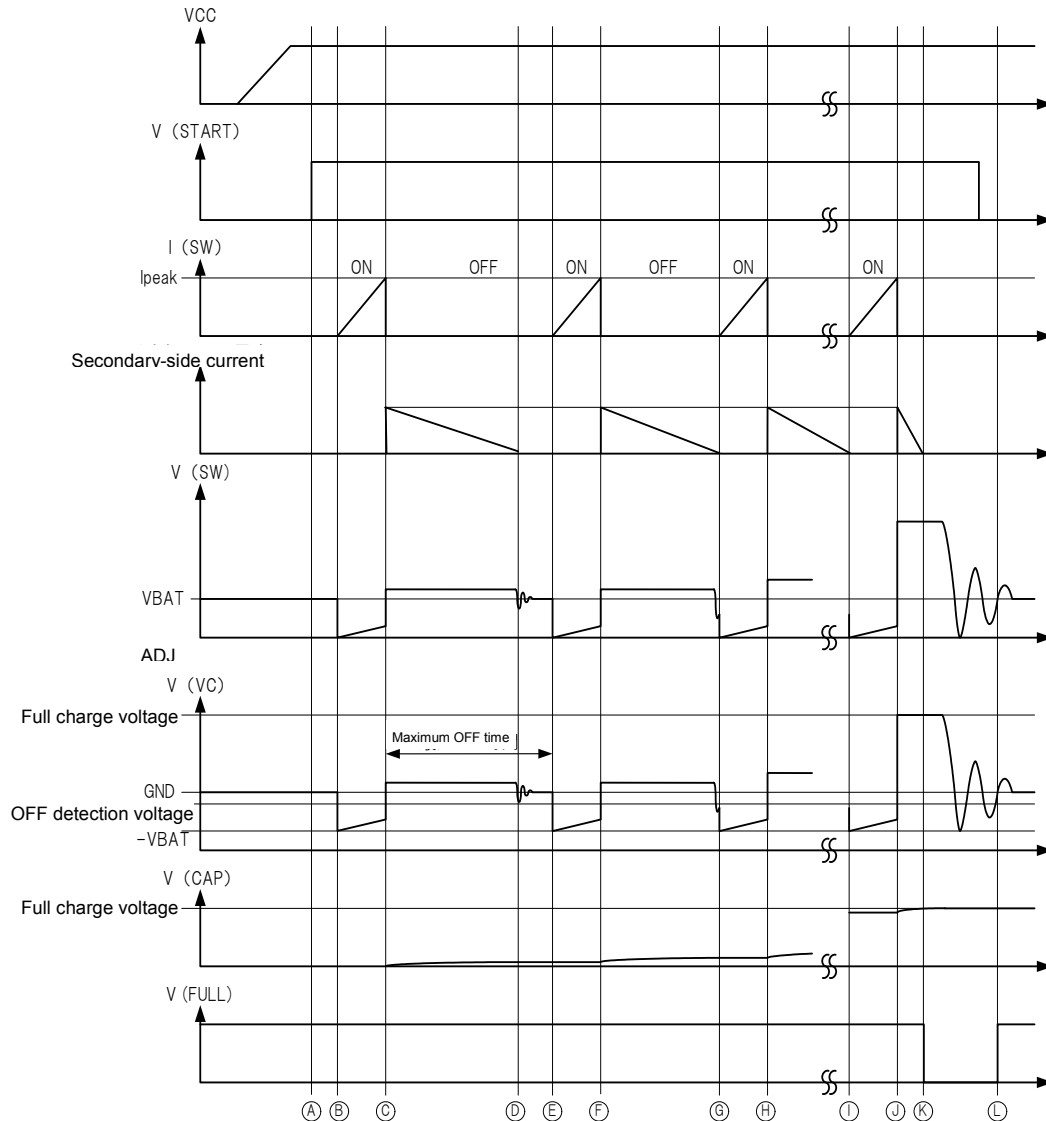 VCC
V (START)
I (SW)
Ipeak
ON OFF ON OFF ON ON
Secondary-side current
V (SW)
VBAT
ADJ
V (VC)
Full charge voltage
Maximum OFF time
GND
OFF detection voltage
-VBAT
V (CAP)
Full charge voltage
V (FULL)
A B C D E F G H I J K L